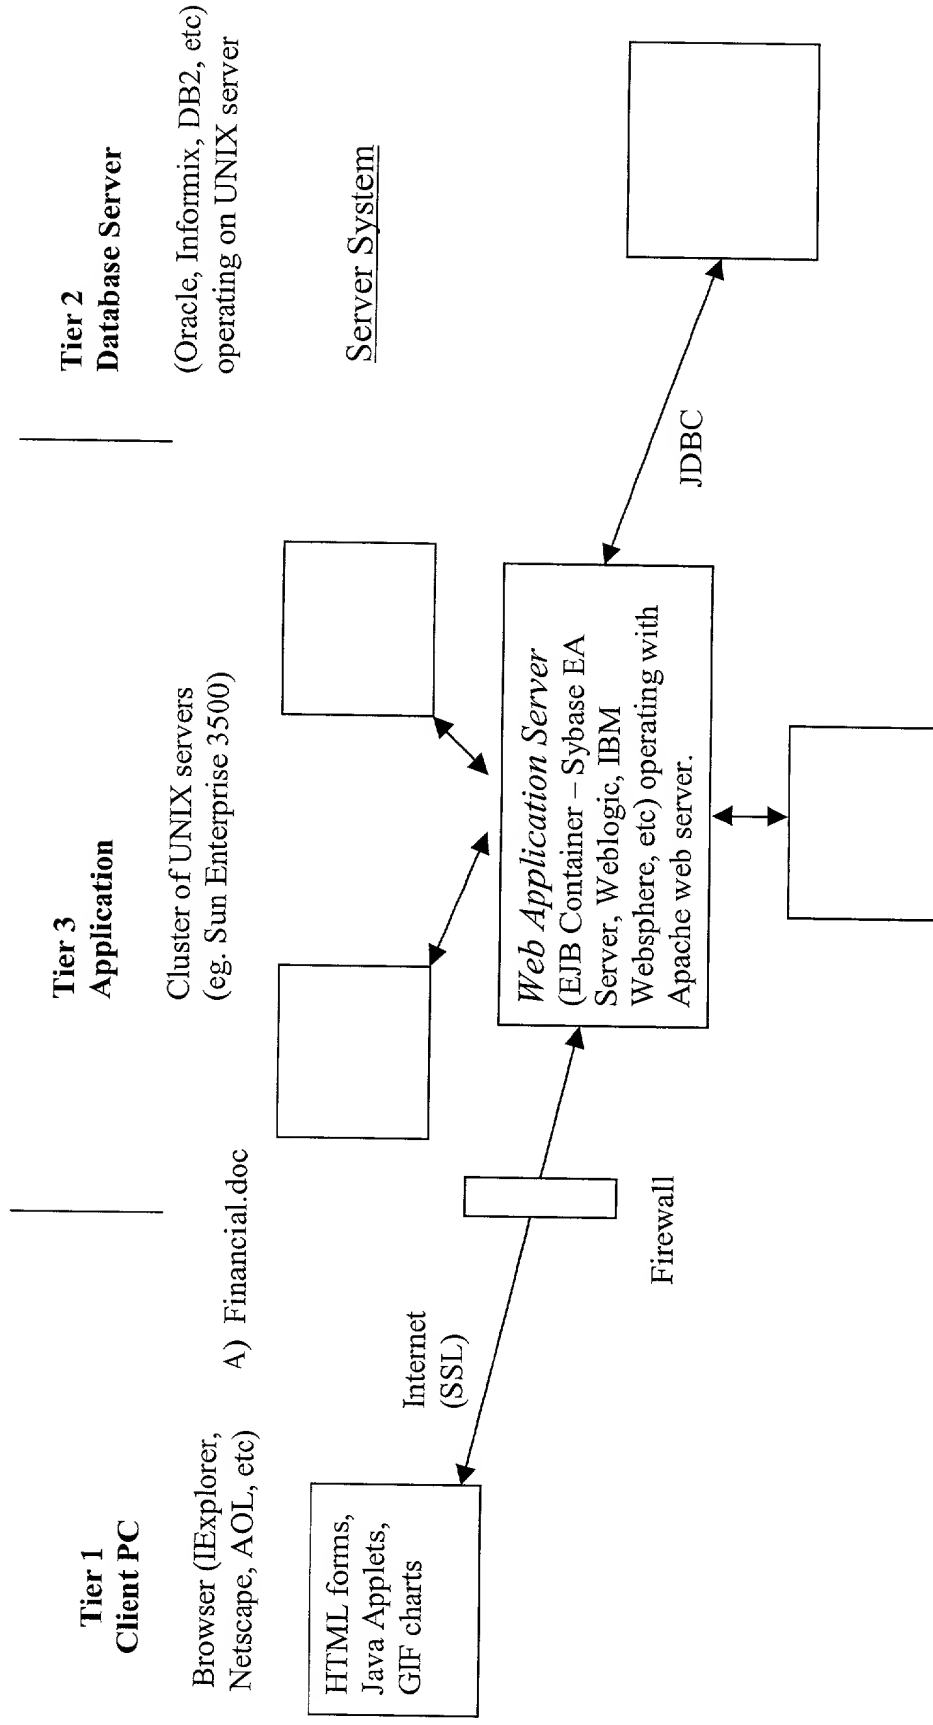 Tier 1
Client PC
Browser (IExplorer,
Netscape, AOL, etc)
HTML forms,
Java Applets,
GIF charts
A) Financial.doc
Internet
(SSL)
Firewall
Tier 3
Application
Cluster of UNIX servers
(eg. Sun Enterprise 3500)
Web Application Server
(EJB Container – Sybase EA
Server, Weblogic, IBM
Websphere, etc) operating with
Apache web server.
JDBC
Tier 2
Database Server
(Oracle, Informix, DB2, etc)
operating on UNIX server
Server System